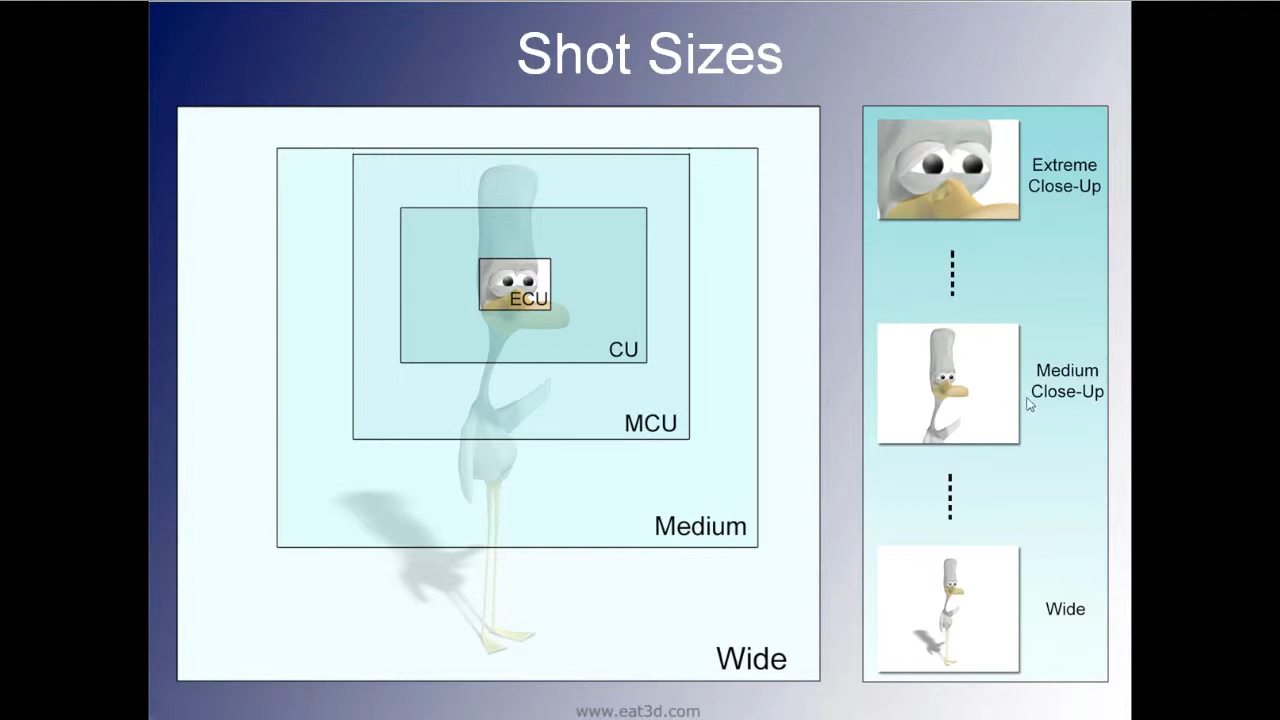 Shot Sizes
ECU
CU
MCU
Medium
Wide
Extreme
Close-Up
Medium
Close-Up
Wide
www.eat3d.com